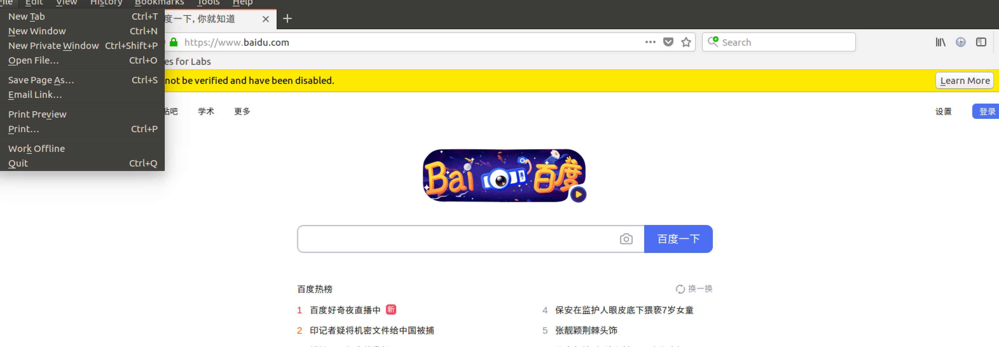 File Edit View History Bookmarks Tools Help
New Tab Ctrl+T
New Window Ctrl+N
New Private Window Ctrl+Shift+P
Open File... Ctrl+O
Save Page As... Ctrl+S
Email Link...
Print Preview
Print... Ctrl+P
Work Offline
Quit Ctrl+Q
度一下, 你就知道
https://www.baidu.com
Search
es for Labs
not be verified and have been disabled.
Learn More
贴吧 学术 更多
设置 登录
Bai 百度
百度一下
百度热榜
换一换
1 百度好奇夜直播中 新
2 印记者疑将机密文件给中国被捕
4 保安在监护人眼皮底下猥亵7岁女童
5 张靓颖荆棘头饰